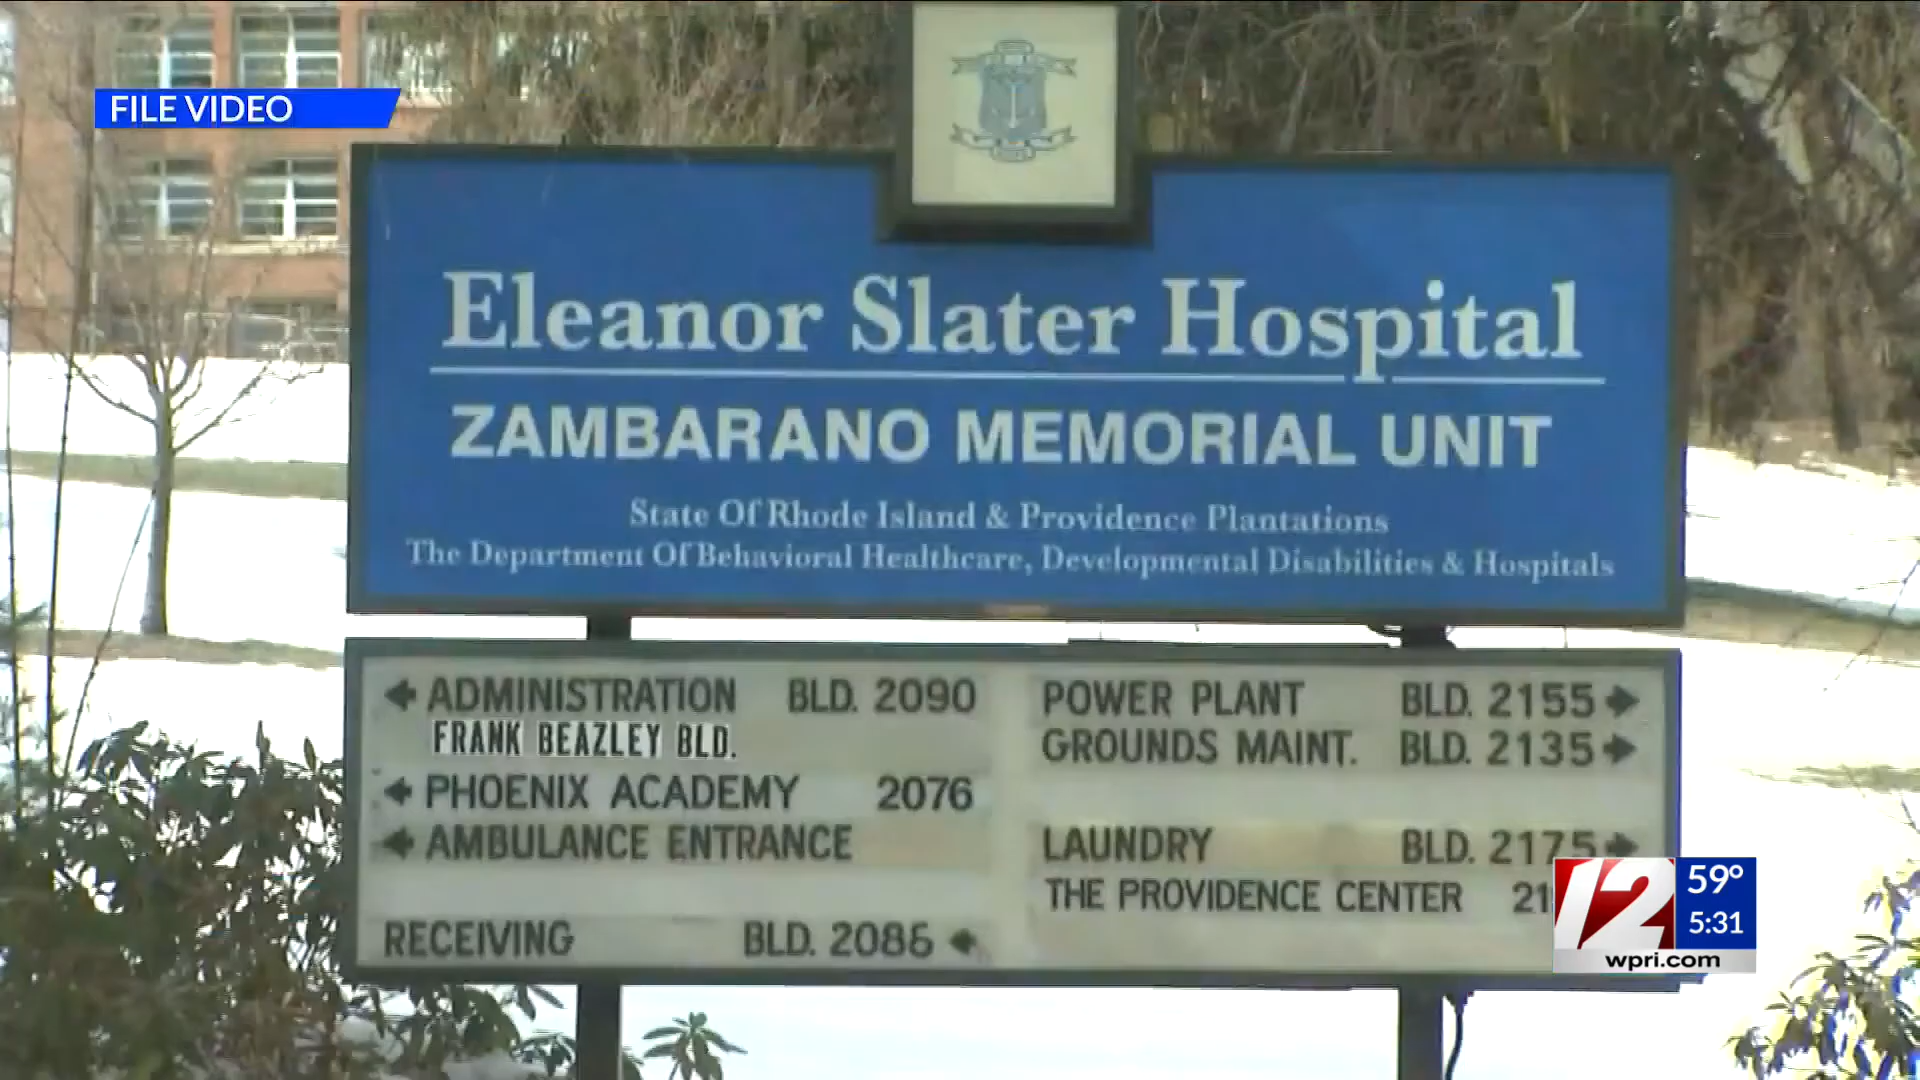 FILE VIDEO
Eleanor Slater Hospital
ZAMBARANO MEMORIAL UNIT
State Of Rhode Island & Providence Plantations
The Department Of Behavioral Healthcare, Developmental Disabilities & Hospitals
ADMINISTRATION BLD. 2090
FRANK BEAZLEY BLD.
PHOENIX ACADEMY 2076
AMBULANCE ENTRANCE
RECEIVING BLD. 2086
POWER PLANT BLD. 2155
GROUNDS MAINT. BLD. 2135
LAUNDRY BLD. 2175
THE PROVIDENCE CENTER
12
59°
5:31
wpri.com